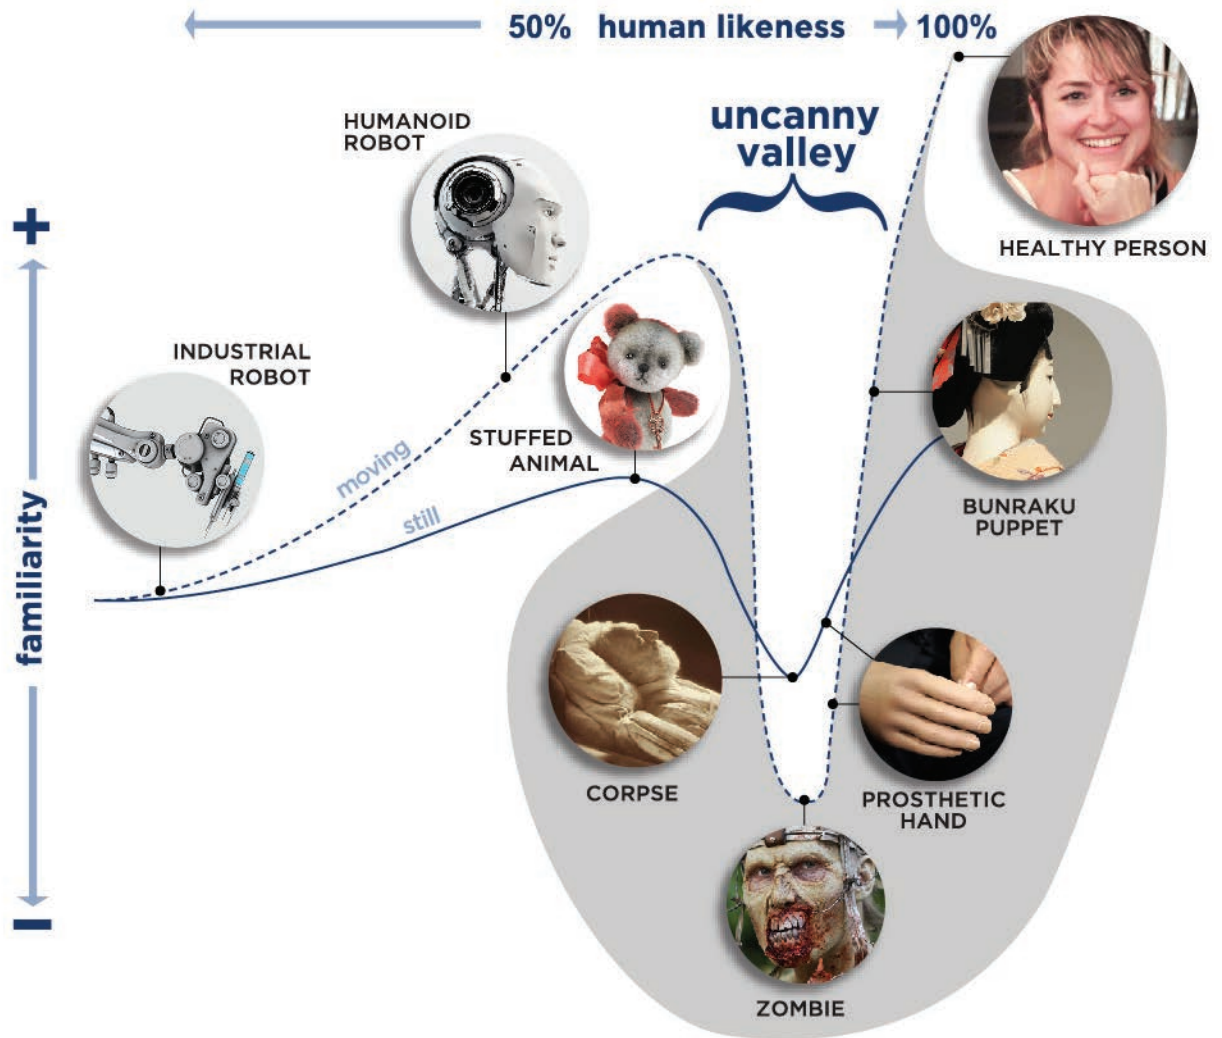 50% human likeness 100%
uncanny
valley
HUMANOID
ROBOT
HEALTHY PERSON
+
INDUSTRIAL
ROBOT
STUFFED
ANIMAL
moving
still
BUNRAKU
PUPPET
familiarity
CORPSE
PROSTHETIC
HAND
−
ZOMBIE